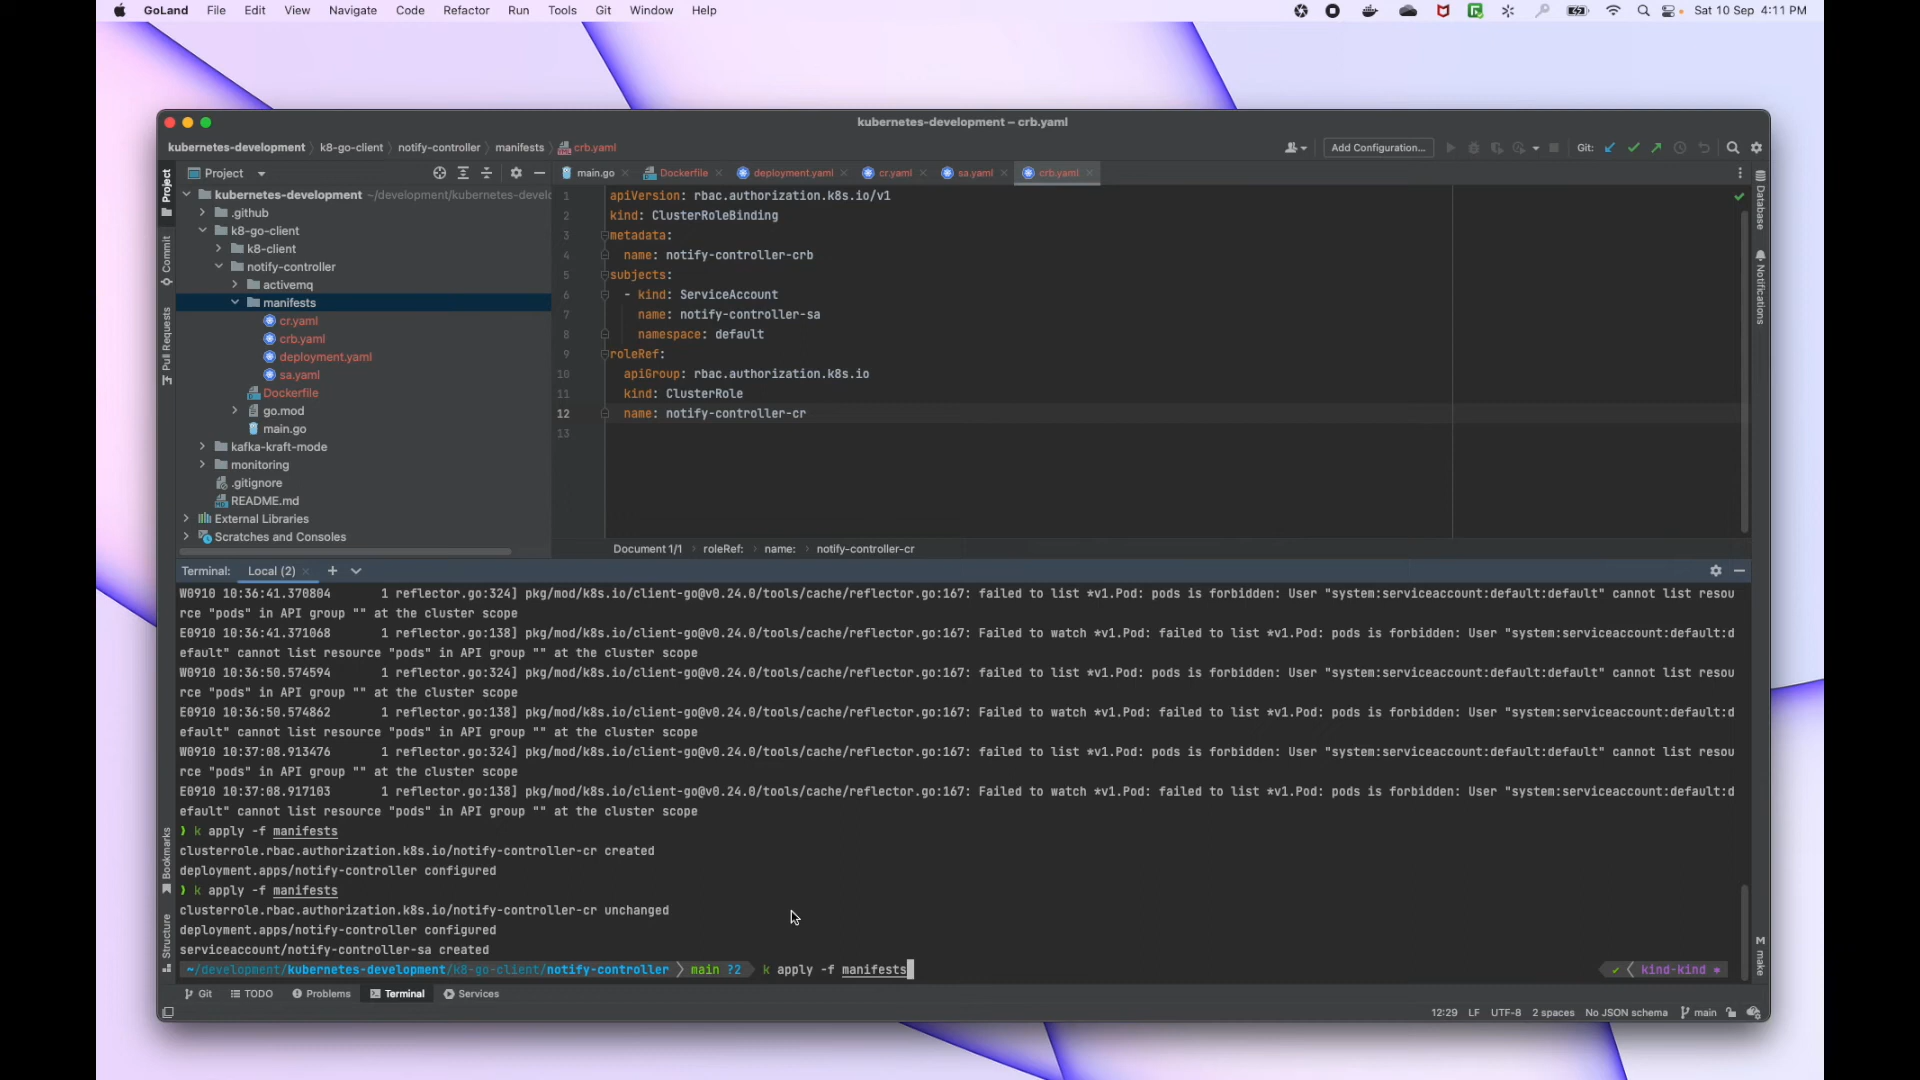 GoLand File Edit View Navigate Code Refactor Run Tools Git Window Help Sat 10 Sep 4:11 PM
kubernetes-development – crb.yaml
kubernetes-development k8-go-client notify-controller manifests crb.yaml Add Configuration... Git:
Project main.go Dockerfile deployment.yaml cr.yaml sa.yaml crb.yaml
kubernetes-development ~/development/kubernetes-devel
.github
k8-go-client
k8-client
notify-controller
activemq
manifests
cr.yaml
crb.yaml
deployment.yaml
sa.yaml
Dockerfile
go.mod
main.go
kafka-kraft-mode
monitoring
.gitignore
README.md
External Libraries
Scratches and Consoles
Project
Commit
Pull Requests
Bookmarks
Structure
1 apiVersion: rbac.authorization.k8s.io/v1
2 kind: ClusterRoleBinding
3 metadata:
4 name: notify-controller-crb
5 subjects:
6 - kind: ServiceAccount
7 name: notify-controller-sa
8 namespace: default
9 roleRef:
10 apiGroup: rbac.authorization.k8s.io
11 kind: ClusterRole
12 name: notify-controller-cr
13
Document 1/1 roleRef: name: notify-controller-cr
Database
Notifications
make
Terminal: Local (2)
W0910 10:36:41.370804 1 reflector.go:324] pkg/mod/k8s.io/client-go@v0.24.0/tools/cache/reflector.go:167: failed to list *v1.Pod: pods is forbidden: User "system:serviceaccount:default:default" cannot list resou
rce "pods" in API group "" at the cluster scope
E0910 10:36:41.371068 1 reflector.go:138] pkg/mod/k8s.io/client-go@v0.24.0/tools/cache/reflector.go:167: Failed to watch *v1.Pod: failed to list *v1.Pod: pods is forbidden: User "system:serviceaccount:default:d
efault" cannot list resource "pods" in API group "" at the cluster scope
W0910 10:36:50.574594 1 reflector.go:324] pkg/mod/k8s.io/client-go@v0.24.0/tools/cache/reflector.go:167: failed to list *v1.Pod: pods is forbidden: User "system:serviceaccount:default:default" cannot list resou
rce "pods" in API group "" at the cluster scope
E0910 10:36:50.574862 1 reflector.go:138] pkg/mod/k8s.io/client-go@v0.24.0/tools/cache/reflector.go:167: Failed to watch *v1.Pod: failed to list *v1.Pod: pods is forbidden: User "system:serviceaccount:default:d
efault" cannot list resource "pods" in API group "" at the cluster scope
W0910 10:37:08.913476 1 reflector.go:324] pkg/mod/k8s.io/client-go@v0.24.0/tools/cache/reflector.go:167: failed to list *v1.Pod: pods is forbidden: User "system:serviceaccount:default:default" cannot list resou
rce "pods" in API group "" at the cluster scope
E0910 10:37:08.917103 1 reflector.go:138] pkg/mod/k8s.io/client-go@v0.24.0/tools/cache/reflector.go:167: Failed to watch *v1.Pod: failed to list *v1.Pod: pods is forbidden: User "system:serviceaccount:default:d
efault" cannot list resource "pods" in API group "" at the cluster scope
❯ k apply -f manifests
clusterrole.rbac.authorization.k8s.io/notify-controller-cr created
deployment.apps/notify-controller configured
❯ k apply -f manifests
clusterrole.rbac.authorization.k8s.io/notify-controller-cr unchanged
deployment.apps/notify-controller configured
serviceaccount/notify-controller-sa created
~/development/kubernetes-development/k8-go-client/notify-controller main ?2 k apply -f manifests ✓ kind-kind
Git TODO Problems Terminal Services
12:29 LF UTF-8 2 spaces No JSON schema main